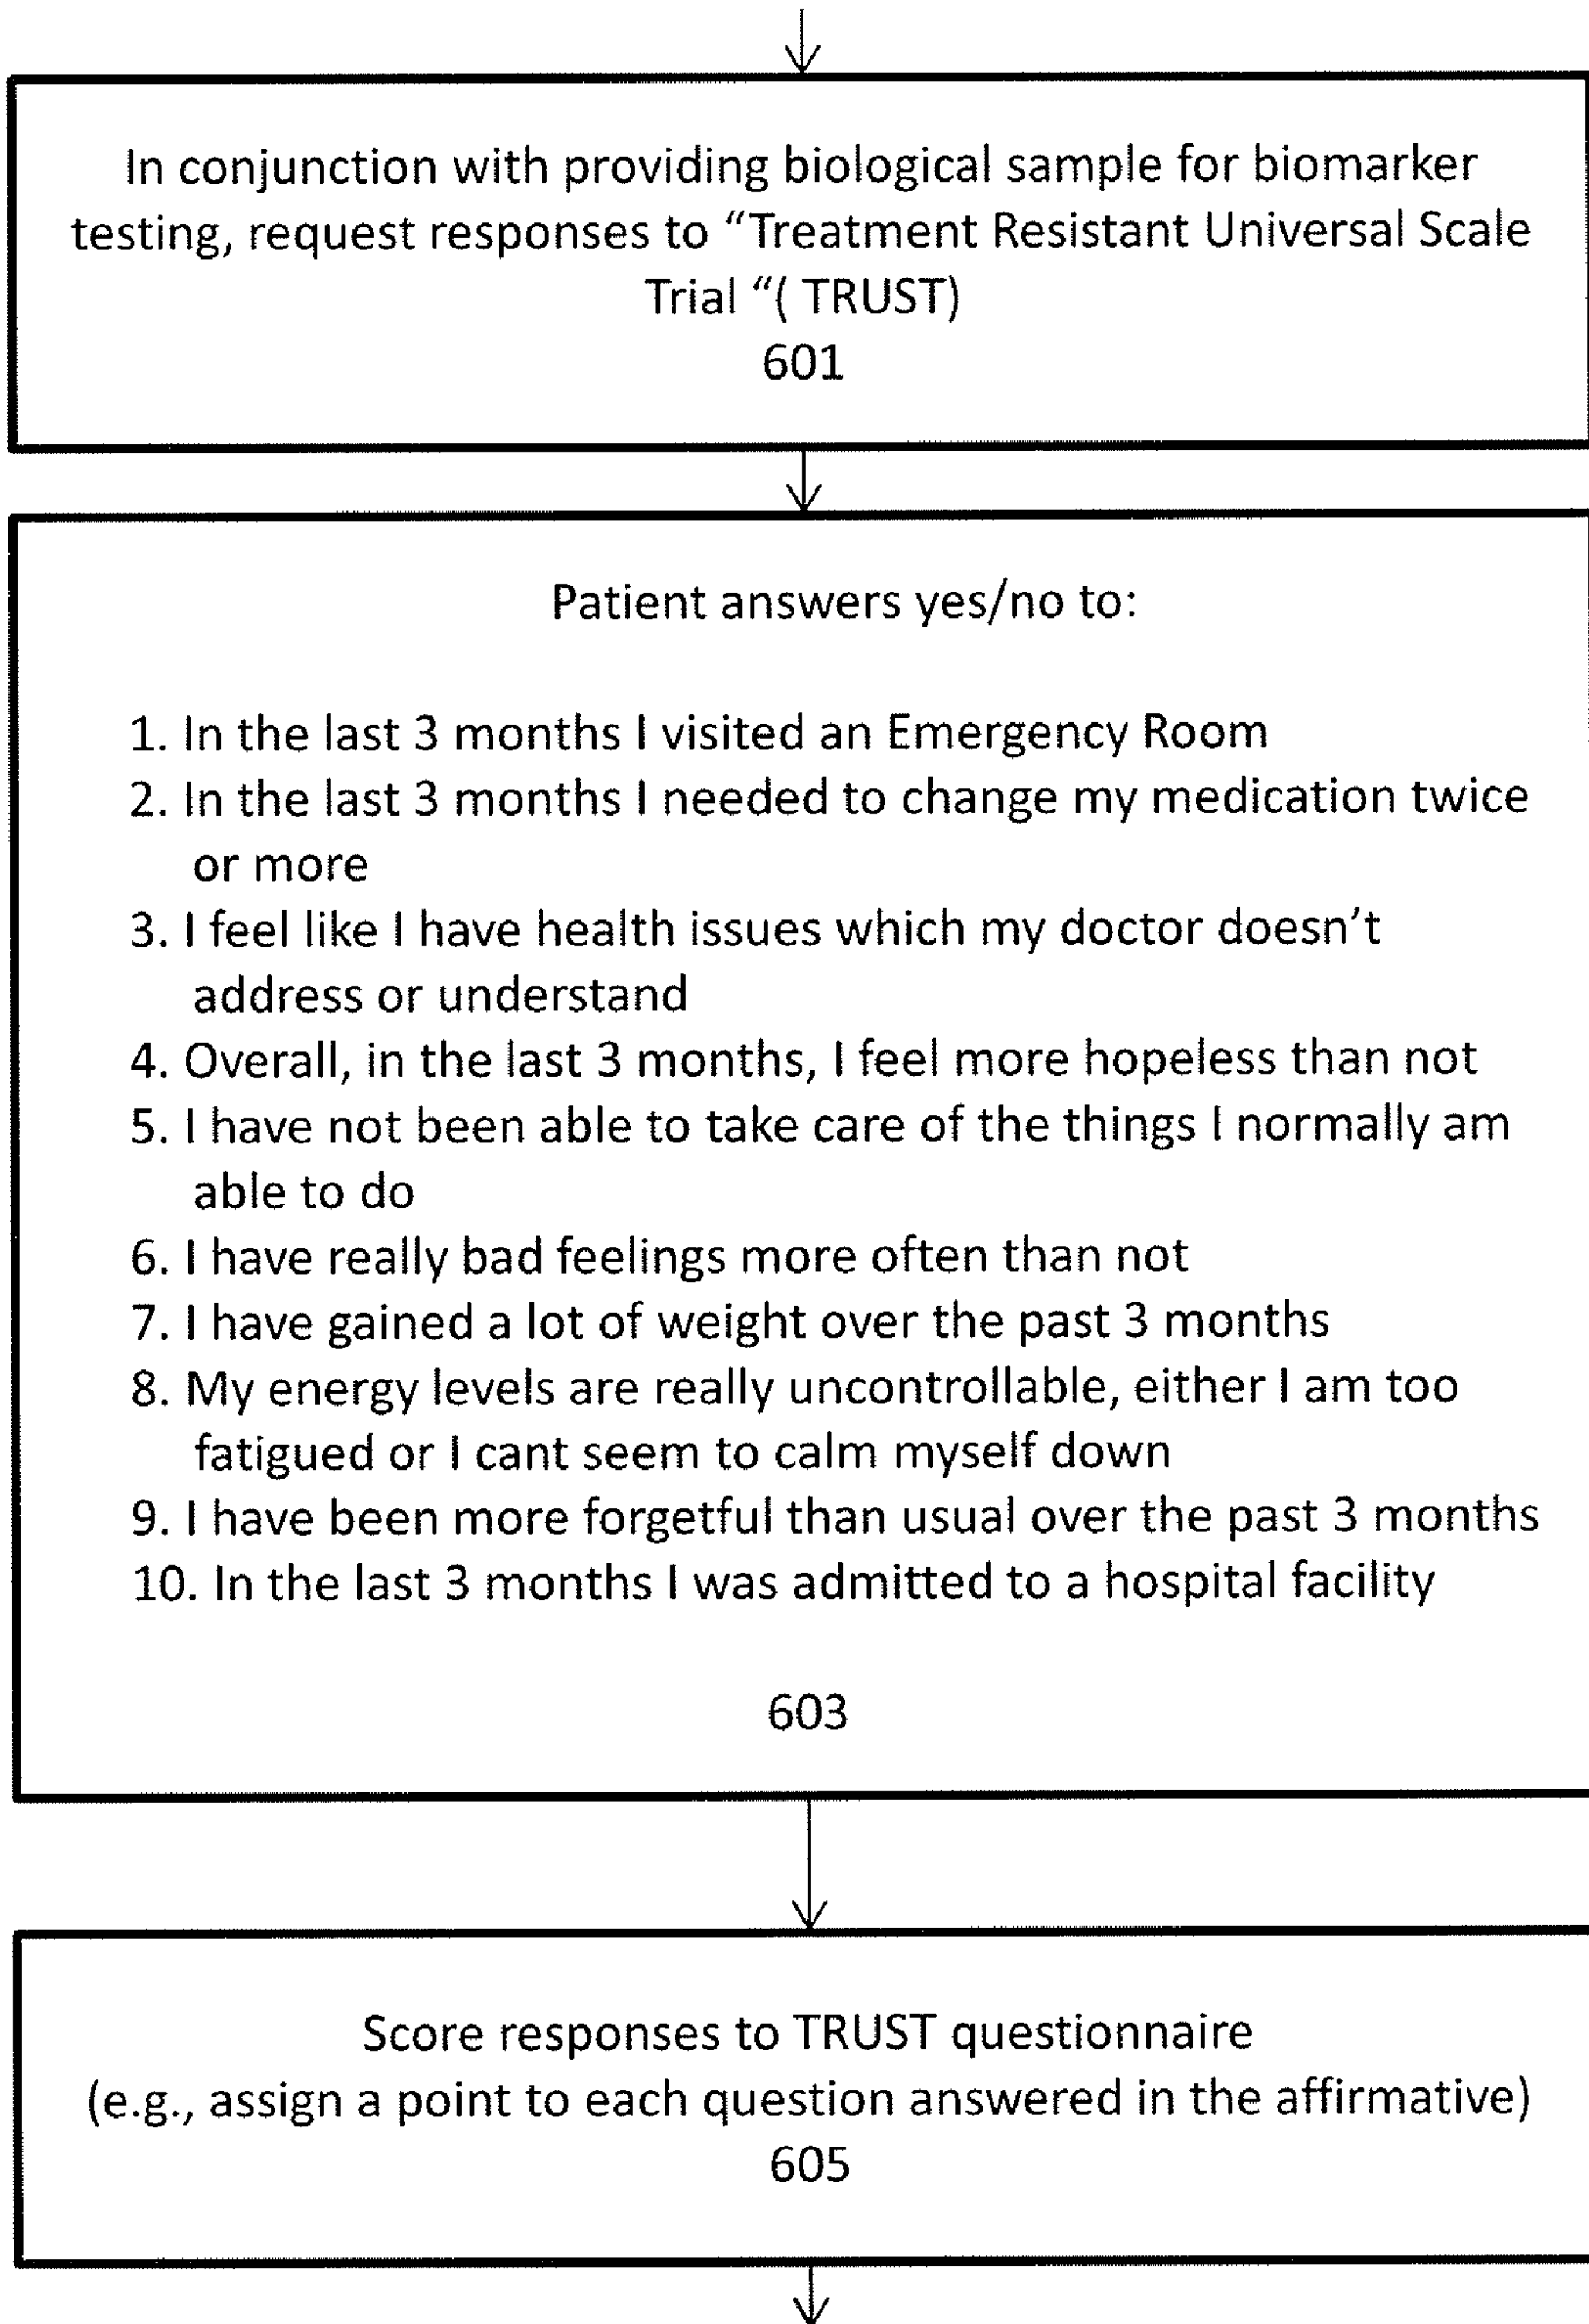 In conjunction with providing biological sample for biomarker
testing, request responses to “Treatment Resistant Universal Scale
Trial “( TRUST)
601
Patient answers yes/no to:
1. In the last 3 months I visited an Emergency Room
2. In the last 3 months I needed to change my medication twice
or more
3. I feel like I have health issues which my doctor doesn’t
address or understand
4. Overall, in the last 3 months, I feel more hopeless than not
5. I have not been able to take care of the things I normally am
able to do
6. I have really bad feelings more often than not
7. I have gained a lot of weight over the past 3 months
8. My energy levels are really uncontrollable, either I am too
fatigued or I cant seem to calm myself down
9. I have been more forgetful than usual over the past 3 months
10. In the last 3 months I was admitted to a hospital facility
603
Score responses to TRUST questionnaire
(e.g., assign a point to each question answered in the affirmative)
605